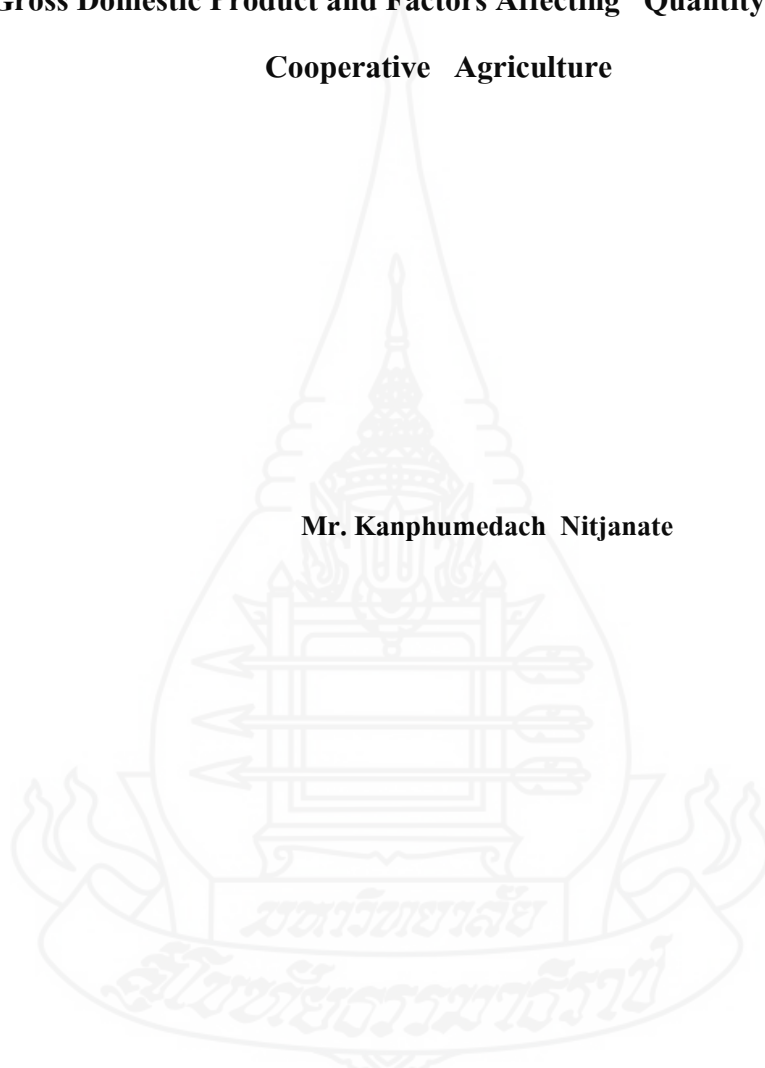 Gross Domestic Product and Factors Affecting Quantity
Cooperative Agriculture
Mr. Kanphumedach Nitjanate
มหาวิทยาลัย
สุโขทัยธรรมาธิราช